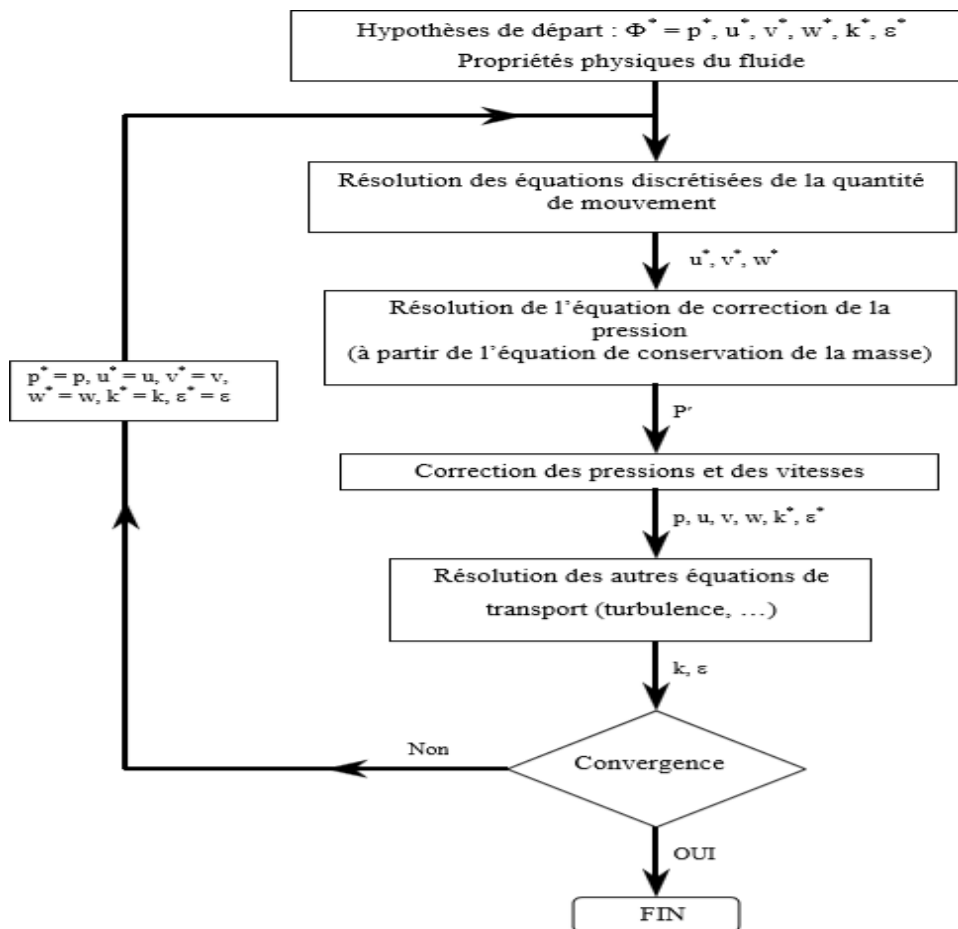 Hypothèses de départ : Φ* = p*, u*, v*, w*, k*, ε*
Propriétés physiques du fluide
Résolution des équations discrétisées de la quantité
de mouvement
u*, v*, w*
Résolution de l'équation de correction de la
pression
(à partir de l'équation de conservation de la masse)
p* = p, u* = u, v* = v,
w* = w, k* = k, ε* = ε
P'
Correction des pressions et des vitesses
p, u, v, w, k*, ε*
Résolution des autres équations de
transport (turbulence, …)
k, ε
Non
Convergence
OUI
FIN